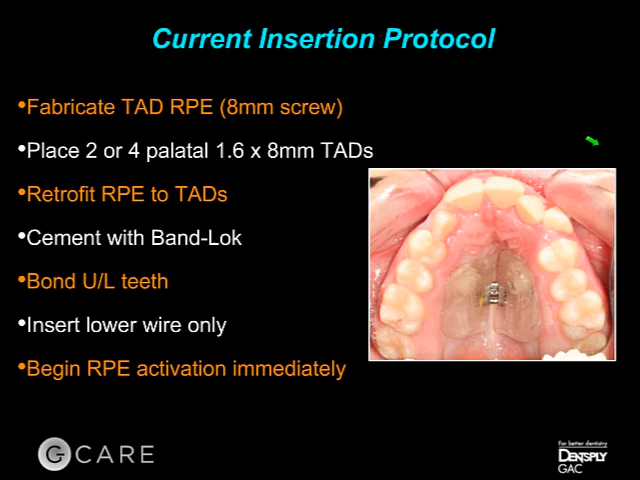 Current Insertion Protocol
•Fabricate TAD RPE (8mm screw)
•Place 2 or 4 palatal 1.6 x 8mm TADs
•Retrofit RPE to TADs
•Cement with Band-Lok
•Bond U/L teeth
•Insert lower wire only
•Begin RPE activation immediately
G CARE
For better dentistry
DENTSPLY
GAC